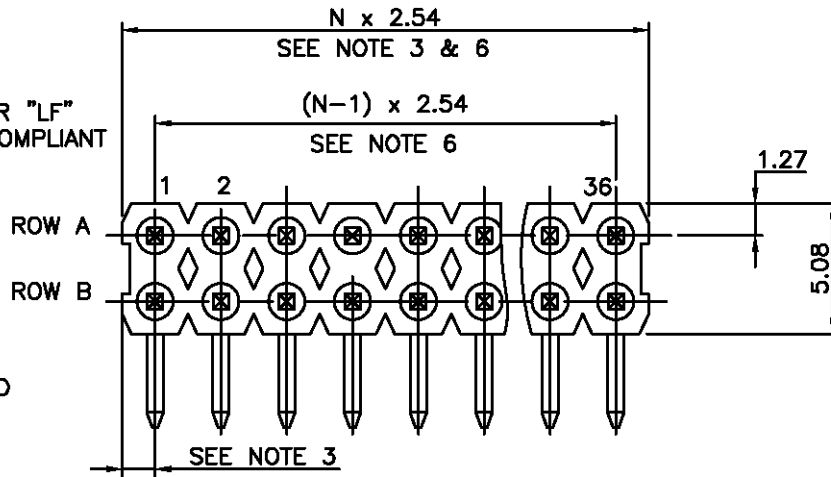 N x 2.54
SEE NOTE 3 & 6
R "LF"
OMPLIANT
(N-1) x 2.54
SEE NOTE 6
1.27
1 2 36
ROW A
ROW B
5.08
D
SEE NOTE 3